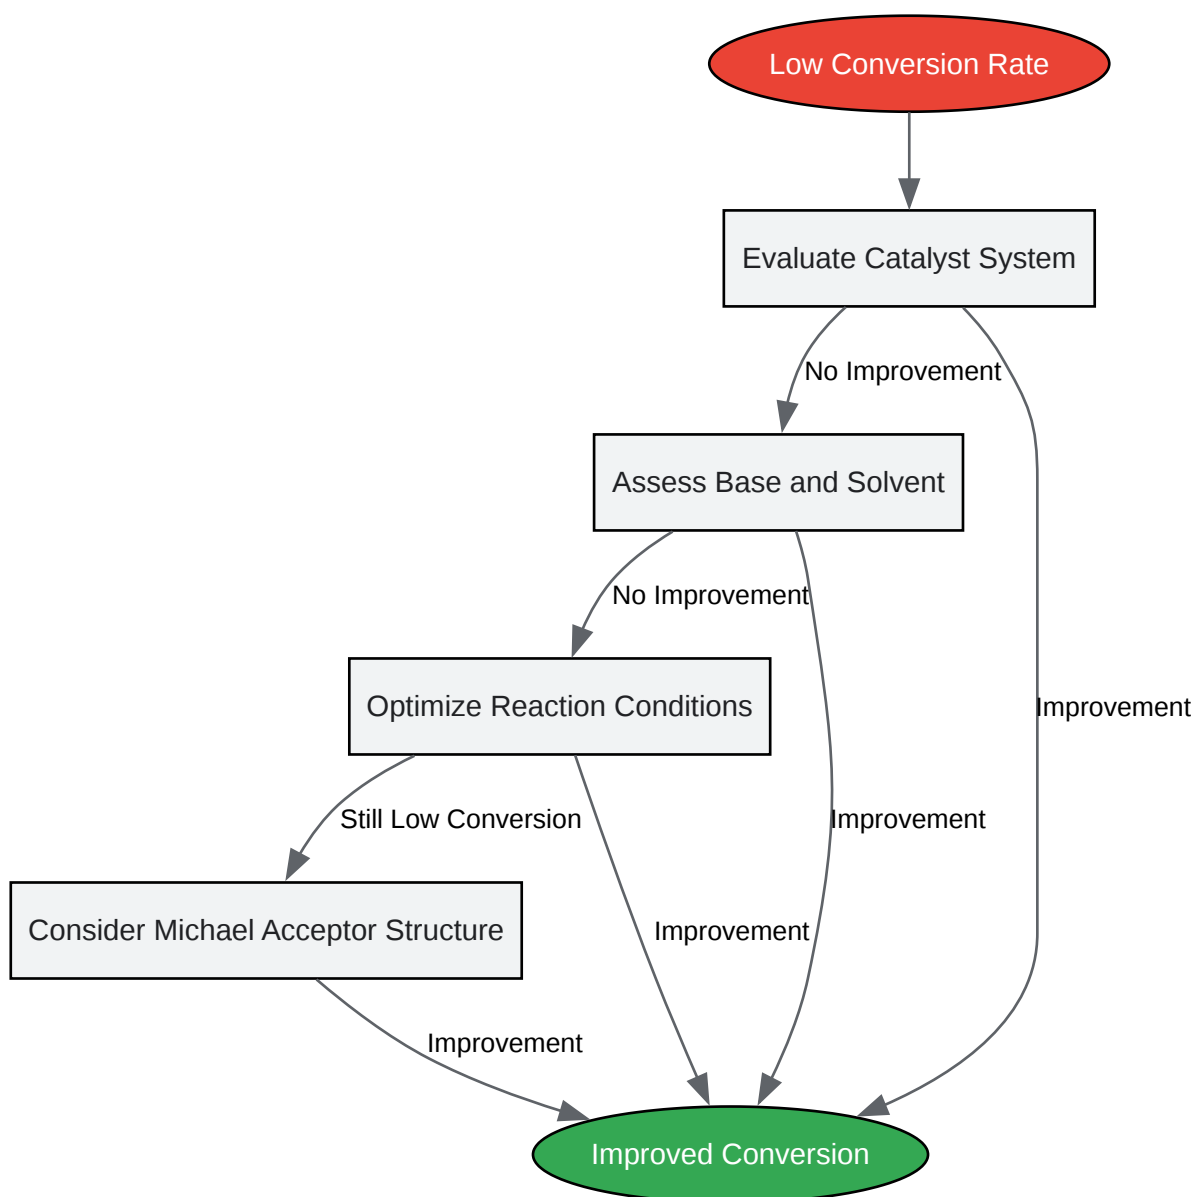 Low Conversion Rate
Evaluate Catalyst System
No Improvement
Assess Base and Solvent
No Improvement
Optimize Reaction Conditions
Improvement
Still Low Conversion
Improvement
Consider Michael Acceptor Structure
Improvement
Improvement
Improved Conversion